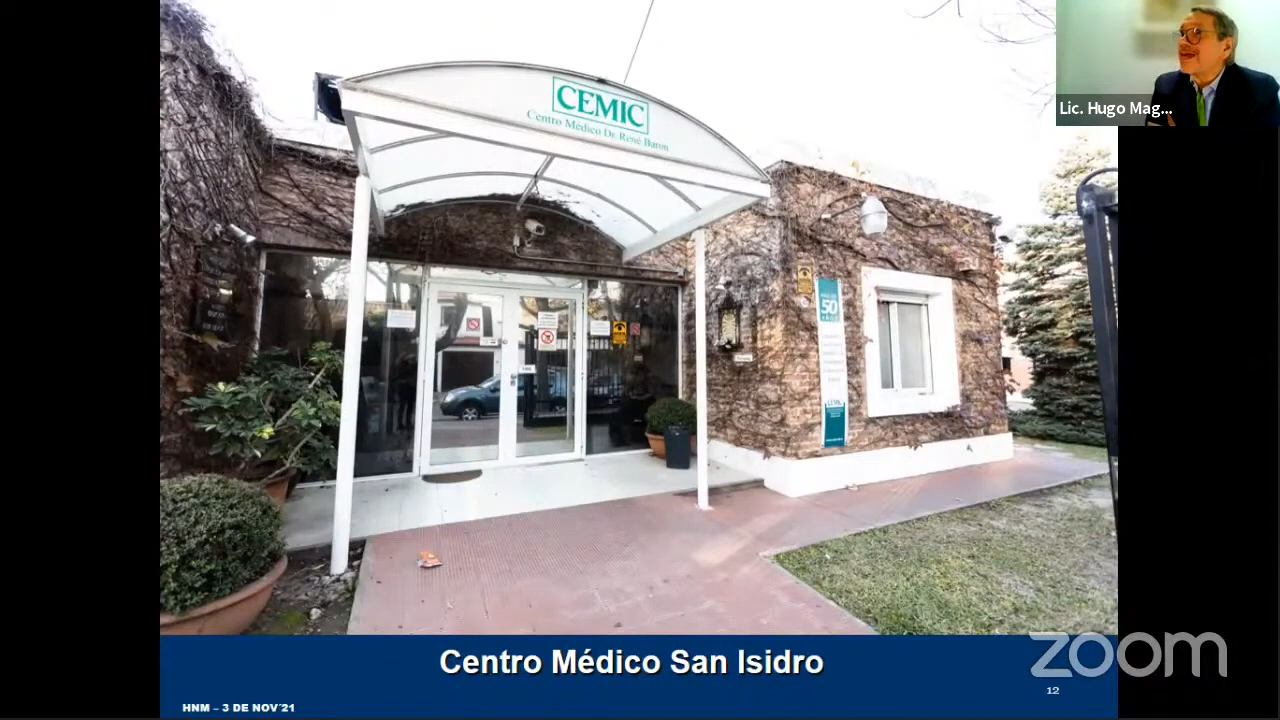 CEMIC
Centro Médico Dr. René Baron
Lic. Hugo Mag...
50
CEMIC
Centro Médico San Isidro
zoom
12
HNM – 3 DE NOV´21